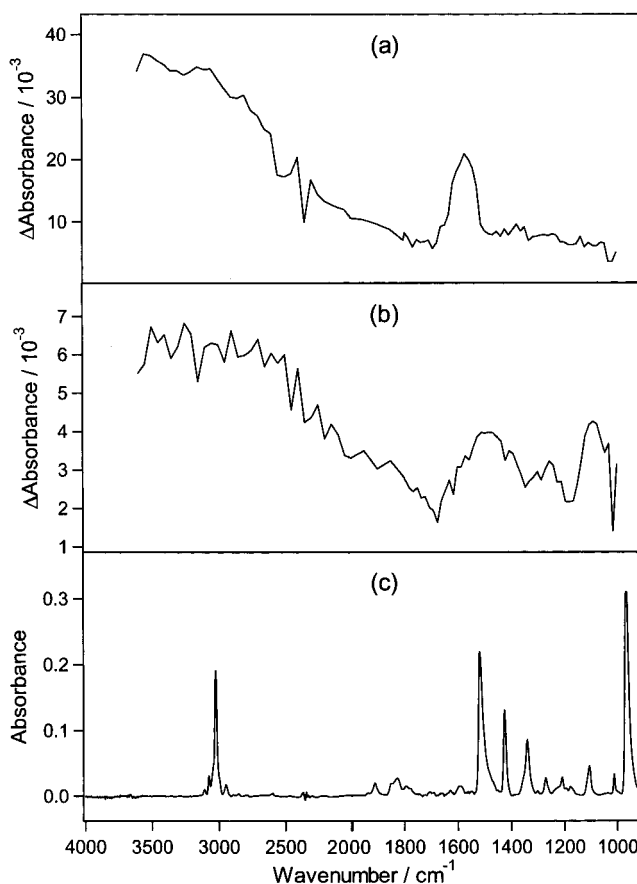 (a)
ΔAbsorbance / 10⁻³
40
30
20
10
(b)
ΔAbsorbance / 10⁻³
7
6
5
4
3
2
1
(c)
Absorbance
0.3
0.2
0.1
0.0
4000 3500 3000 2500 2000 1800 1600 1400 1200 1000
Wavenumber / cm⁻¹